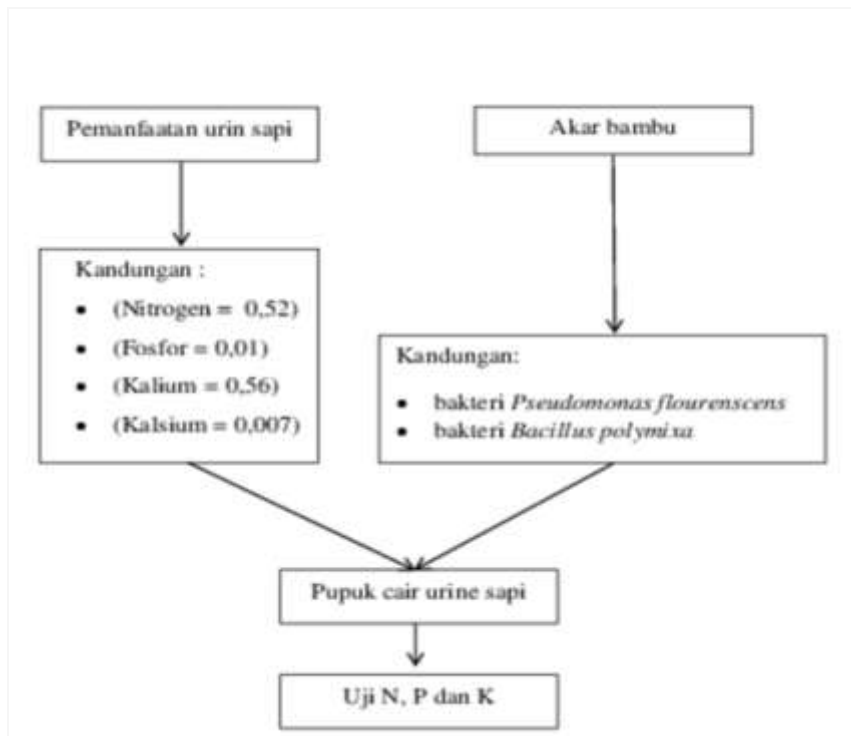 Pemanfaatan urin sapi
Akar bambu
Kandungan :
• (Nitrogen = 0,52)
• (Fosfor = 0,01)
• (Kalium = 0,56)
• (Kalsium = 0,007)
Kandungan:
• bakteri Pseudomonas flourenscens
• bakteri Bacillus polymixa
Pupuk cair urine sapi
Uji N, P dan K